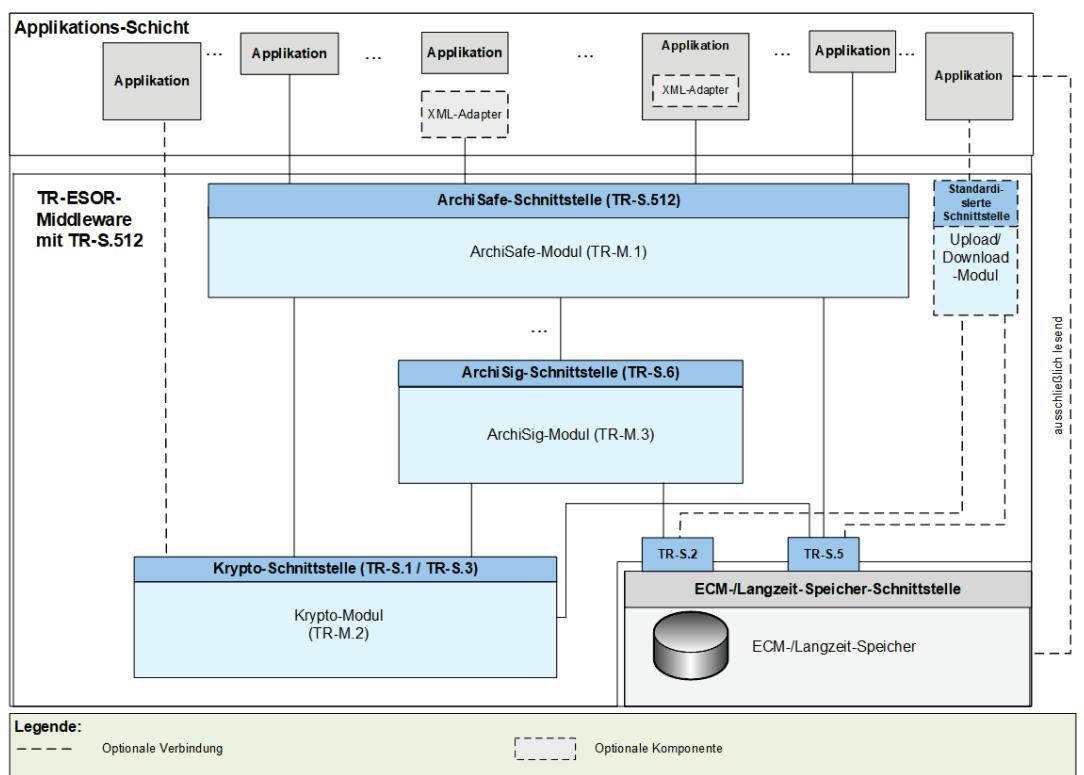 Applikations-Schicht
Applikation
...
Applikation
...
Applikation
XML-Adapter
...
Applikation
XML-Adapter
...
Applikation
...
Applikation
TR-ESOR-
Middleware
mit TR-S.512
ArchiSafe-Schnittstelle (TR-S.512)
ArchiSafe-Modul (TR-M.1)
Standardi-
sierte
Schnittstelle
Upload/
Download
-Modul
ausschließlich lesend
...
ArchiSig-Schnittstelle (TR-S.6)
ArchiSig-Modul (TR-M.3)
TR-S.2
TR-S.5
Krypto-Schnittstelle (TR-S.1 / TR-S.3)
Krypto-Modul
(TR-M.2)
ECM-/Langzeit-Speicher-Schnittstelle
ECM-/Langzeit-Speicher
Legende:
Optionale Verbindung
Optionale Komponente